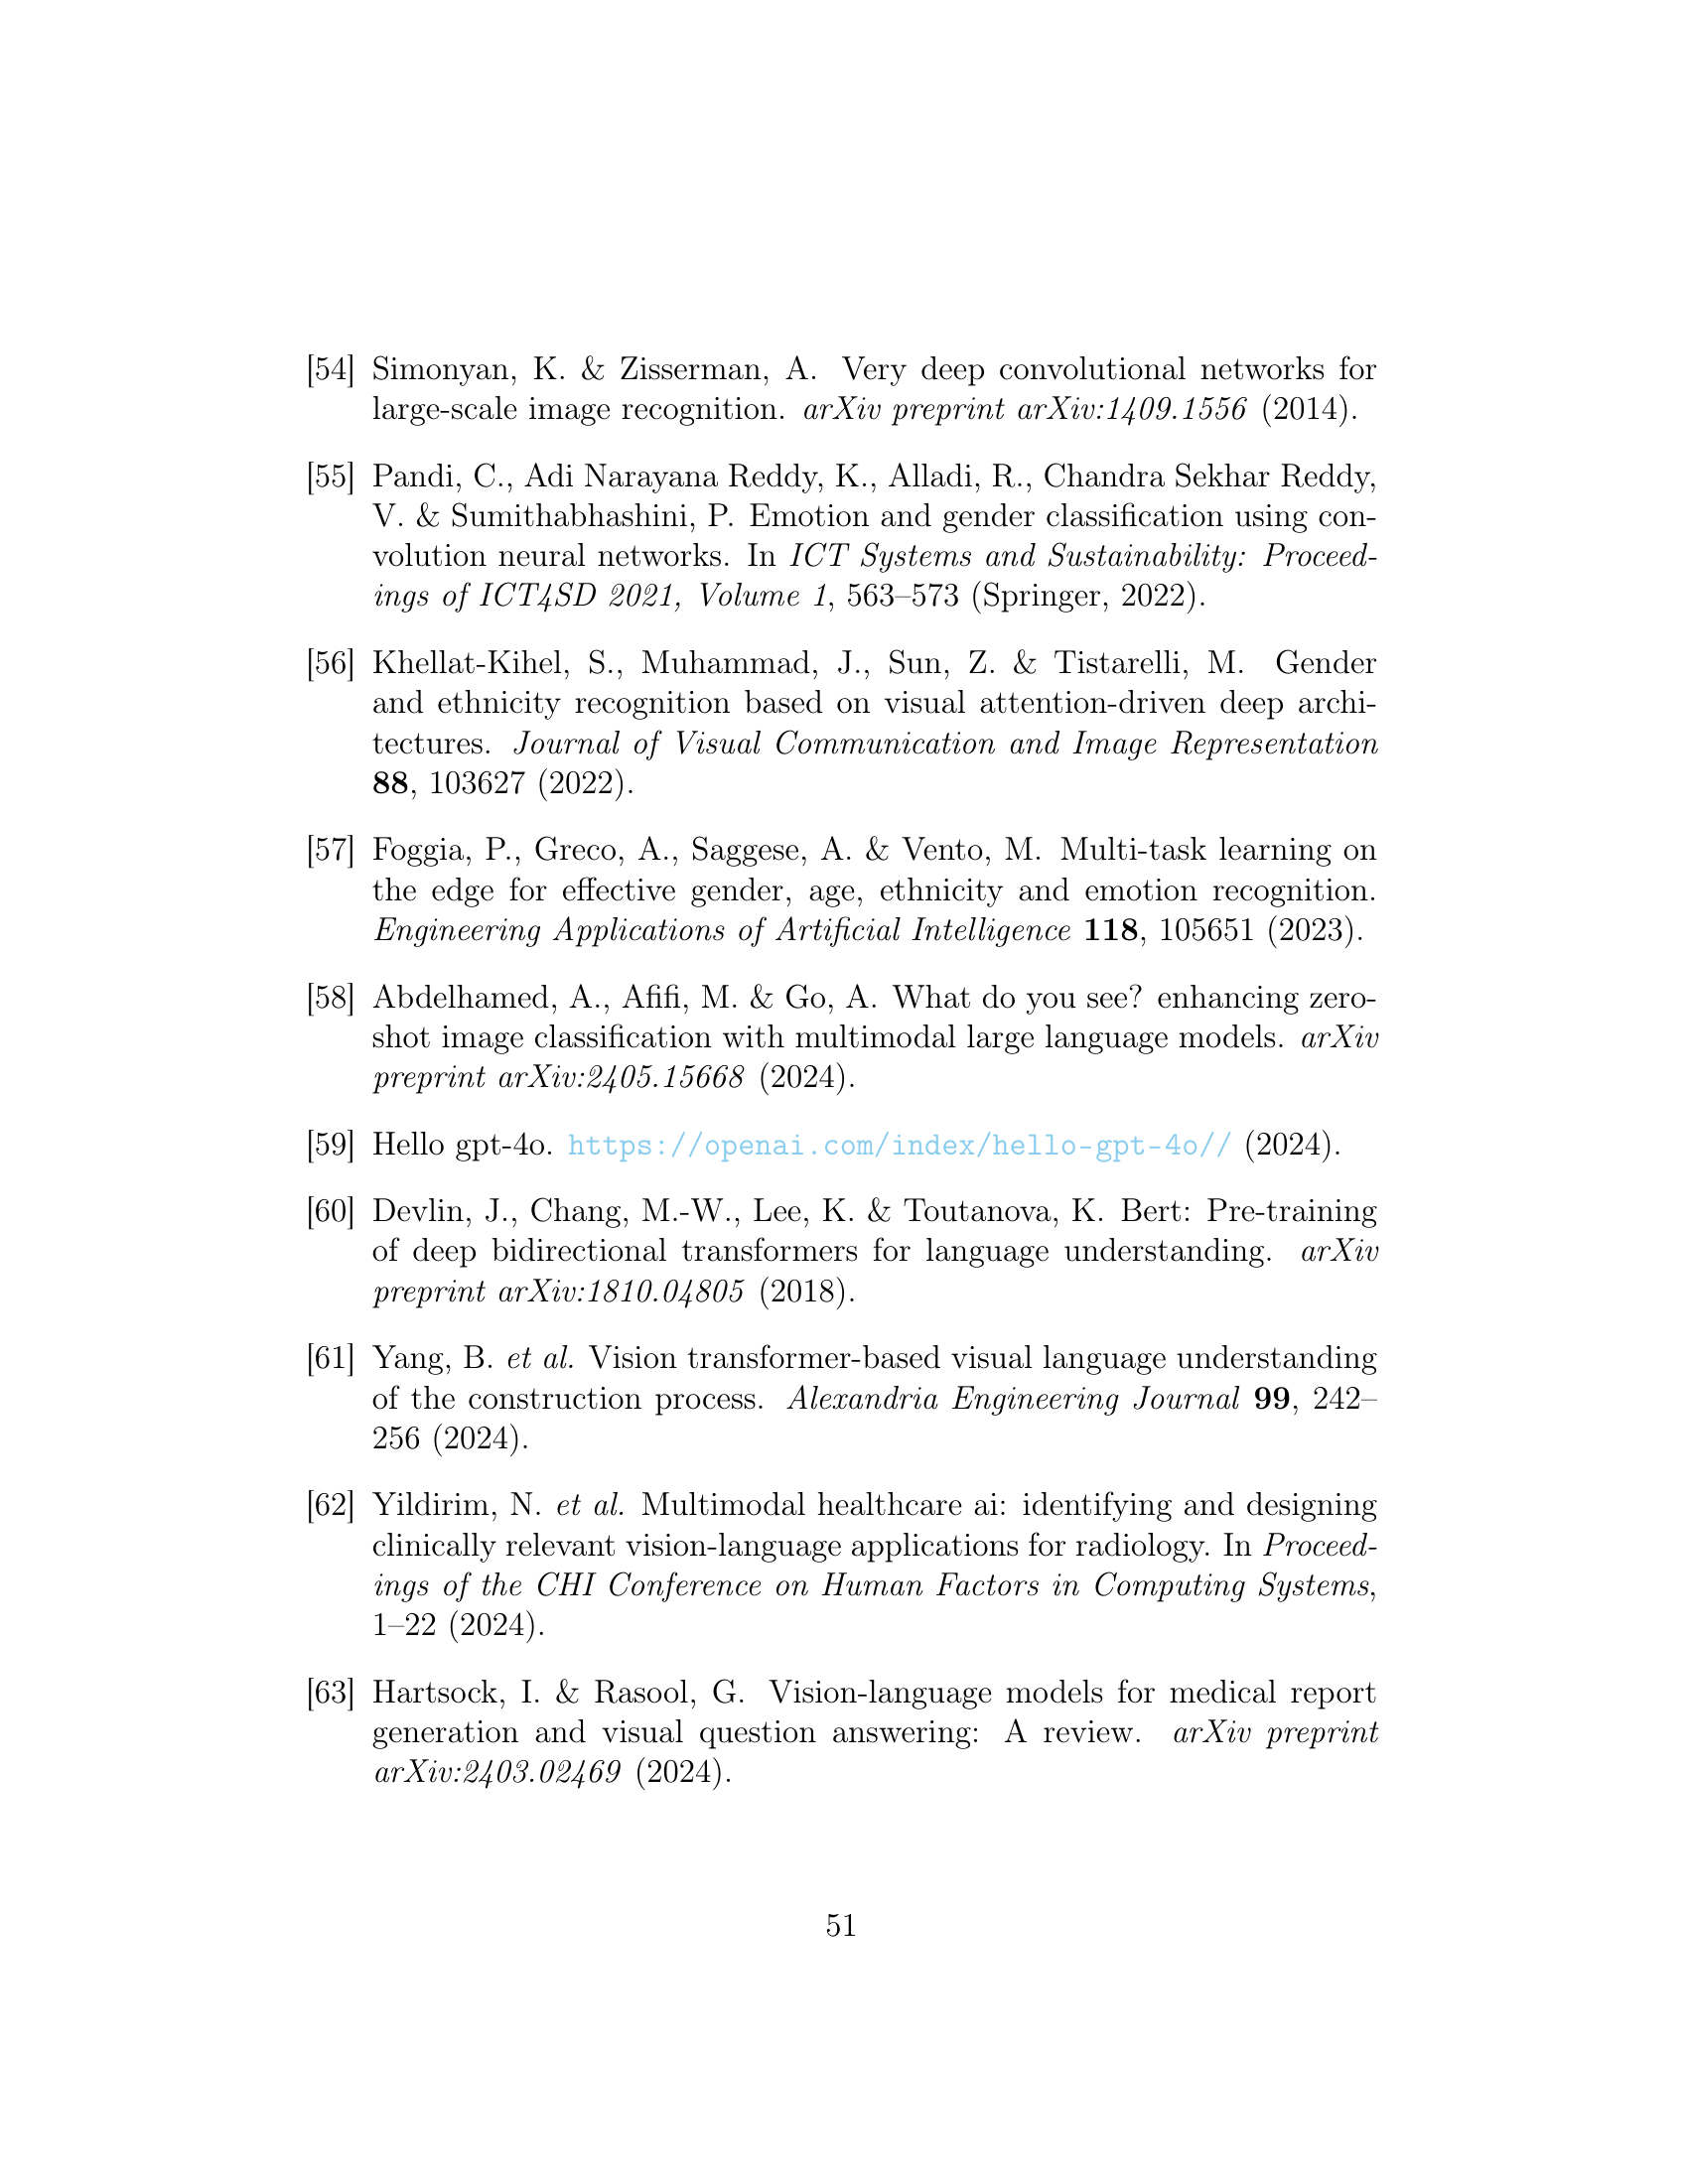 [54] Simonyan, K. & Zisserman, A. Very deep convolutional networks for
large-scale image recognition. arXiv preprint arXiv:1409.1556 (2014).
[55] Pandi, C., Adi Narayana Reddy, K., Alladi, R., Chandra Sekhar Reddy,
V. & Sumithabhashini, P. Emotion and gender classification using con-
volution neural networks. In ICT Systems and Sustainability: Proceed-
ings of ICT4SD 2021, Volume 1, 563–573 (Springer, 2022).
[56] Khellat-Kihel, S., Muhammad, J., Sun, Z. & Tistarelli, M. Gender
and ethnicity recognition based on visual attention-driven deep archi-
tectures. Journal of Visual Communication and Image Representation
88, 103627 (2022).
[57] Foggia, P., Greco, A., Saggese, A. & Vento, M. Multi-task learning on
the edge for effective gender, age, ethnicity and emotion recognition.
Engineering Applications of Artificial Intelligence 118, 105651 (2023).
[58] Abdelhamed, A., Afifi, M. & Go, A. What do you see? enhancing zero-
shot image classification with multimodal large language models. arXiv
preprint arXiv:2405.15668 (2024).
[59] Hello gpt-4o. https://openai.com/index/hello-gpt-4o// (2024).
[60] Devlin, J., Chang, M.-W., Lee, K. & Toutanova, K. Bert: Pre-training
of deep bidirectional transformers for language understanding. arXiv
preprint arXiv:1810.04805 (2018).
[61] Yang, B. et al. Vision transformer-based visual language understanding
of the construction process. Alexandria Engineering Journal 99, 242–
256 (2024).
[62] Yildirim, N. et al. Multimodal healthcare ai: identifying and designing
clinically relevant vision-language applications for radiology. In Proceed-
ings of the CHI Conference on Human Factors in Computing Systems,
1–22 (2024).
[63] Hartsock, I. & Rasool, G. Vision-language models for medical report
generation and visual question answering: A review. arXiv preprint
arXiv:2403.02469 (2024).
51